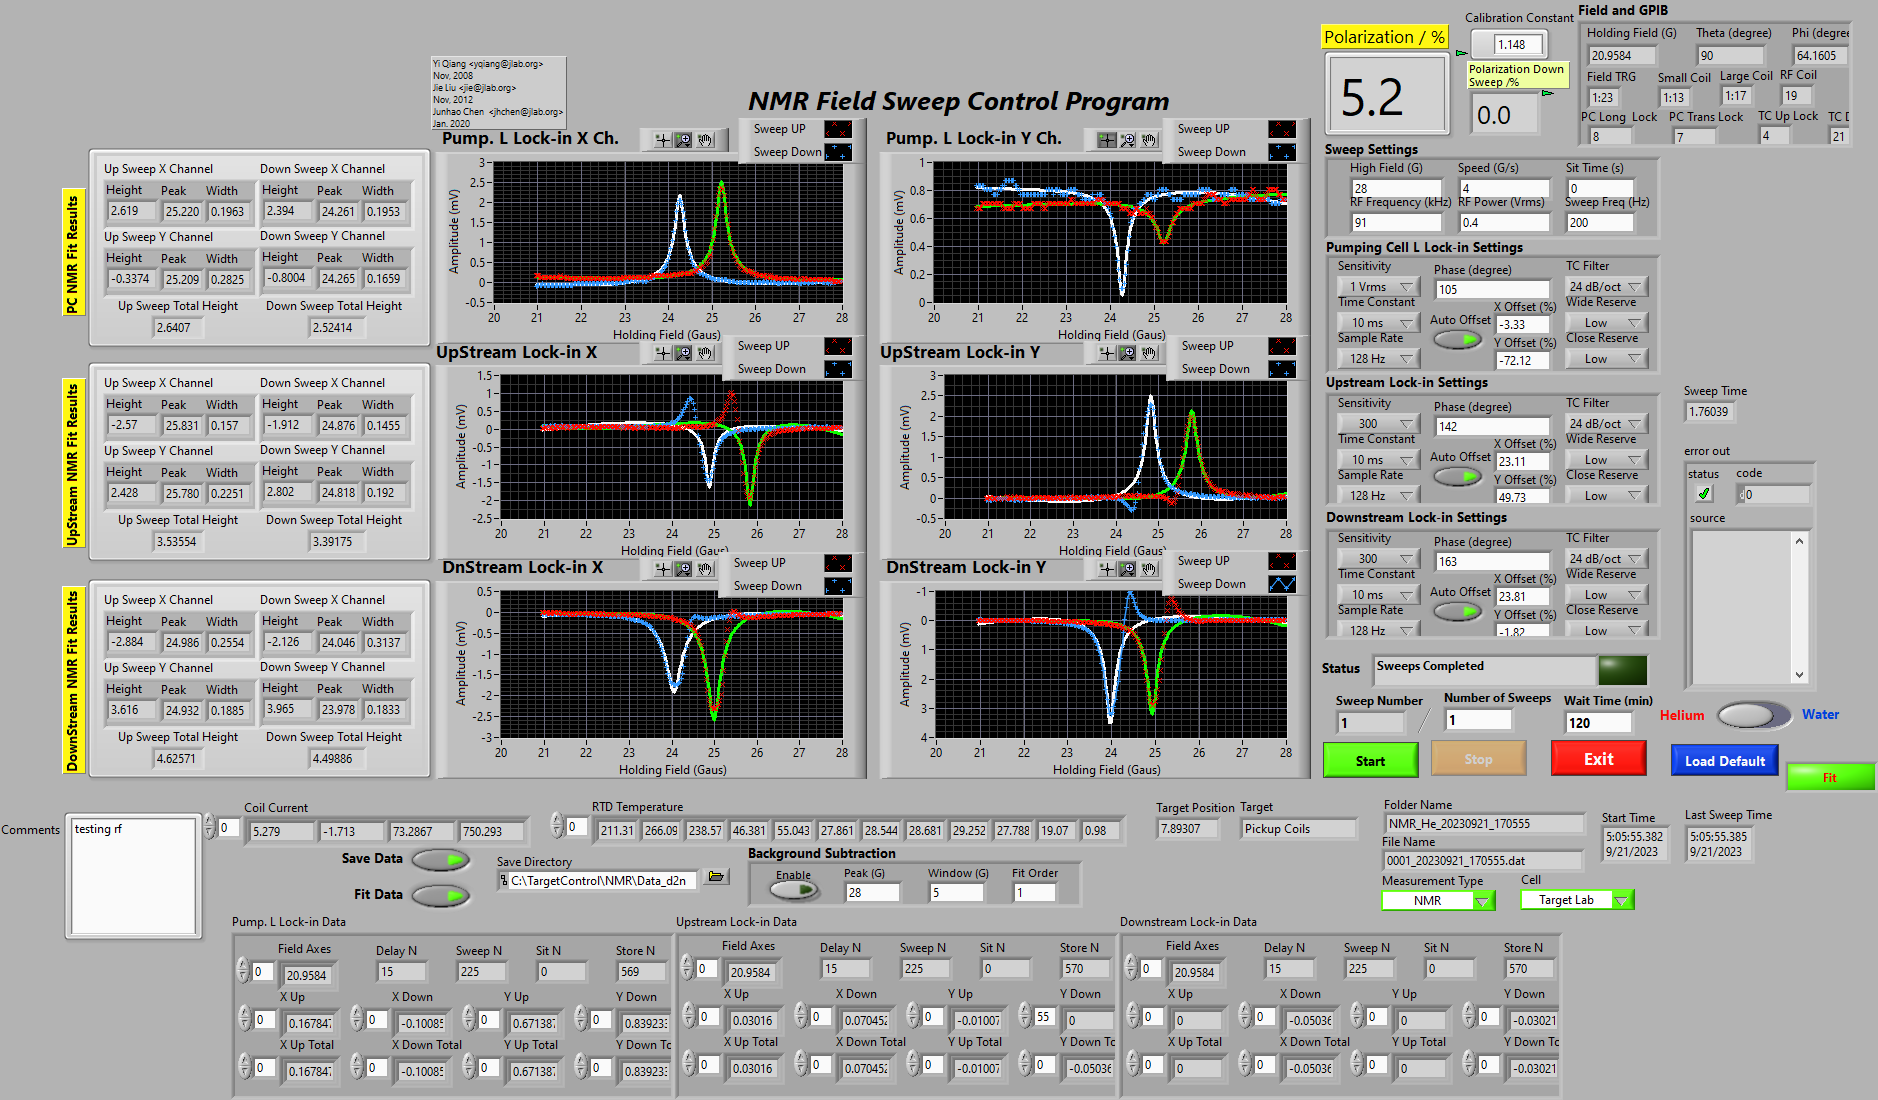 Yi Qiang <yqiang@jlab.org>
Nov, 2008
Jie Liu <jie@jlab.org>
Nov, 2012
Junhao Chen <jhchen@jlab.org>
Jan. 2020
NMR Field Sweep Control Program
Polarization / %
5.2
Calibration Constant
1.148
Polarization Down
Sweep /%
0.0
Field and GPIB
Holding Field (G) Theta (degree) Phi (degree
20.9584 90 64.1605
Field TRG Small Coil Large Coil RF Coil
1:23 1:13 1:17 19
PC Long Lock PC Trans Lock TC Up Lock TC D
8 7 4 21
PC NMR Fit Results
Up Sweep X Channel Down Sweep X Channel
Height Peak Width Height Peak Width
2.619 25.220 0.1963 2.394 24.261 0.1953
Up Sweep Y Channel Down Sweep Y Channel
Height Peak Width Height Peak Width
-0.3374 25.209 0.2825 -0.8004 24.265 0.1659
Up Sweep Total Height Down Sweep Total Height
2.6407 2.52414
UpStream NMR Fit Results
Up Sweep X Channel Down Sweep X Channel
Height Peak Width Height Peak Width
-2.57 25.831 0.157 -1.912 24.876 0.1455
Up Sweep Y Channel Down Sweep Y Channel
Height Peak Width Height Peak Width
2.428 25.780 0.2251 2.802 24.818 0.192
Up Sweep Total Height Down Sweep Total Height
3.53554 3.39175
DownStream NMR Fit Results
Up Sweep X Channel Down Sweep X Channel
Height Peak Width Height Peak Width
-2.884 24.986 0.2554 -2.126 24.046 0.3137
Up Sweep Y Channel Down Sweep Y Channel
Height Peak Width Height Peak Width
3.616 24.932 0.1885 3.965 23.978 0.1833
Up Sweep Total Height Down Sweep Total Height
4.62571 4.49886
Pump. L Lock-in X Ch.
Sweep UP
Sweep Down
Amplitude (mV)
3
2.5
2
1.5
1
0.5
0
-0.5
20 21 22 23 24 25 26 27 28
Holding Field (Gaus)
Pump. L Lock-in Y Ch.
Sweep UP
Sweep Down
Amplitude (mV)
1
0.8
0.6
0.4
0.2
0
20 21 22 23 24 25 26 27 28
Holding Field (Gaus)
UpStream Lock-in X
Sweep UP
Sweep Down
Amplitude (mV)
1.5
1
0.5
0
-0.5
-1
-1.5
-2
-2.5
20 21 22 23 24 25 26 27 28
Holding Field (Gaus)
UpStream Lock-in Y
Sweep UP
Sweep Down
Amplitude (mV)
3
2.5
2
1.5
1
0.5
0
-0.5
20 21 22 23 24 25 26 27 28
Holding Field (Gaus)
DnStream Lock-in X
Sweep UP
Sweep Down
Amplitude (mV)
0.5
0
-0.5
-1
-1.5
-2
-2.5
-3
20 21 22 23 24 25 26 27 28
Holding Field (Gaus)
DnStream Lock-in Y
Sweep UP
Sweep Down
Amplitude (mV)
-1
0
1
2
3
4
20 21 22 23 24 25 26 27 28
Holding Field (Gaus)
Sweep Settings
High Field (G) Speed (G/s) Sit Time (s)
28 4 0
RF Frequency (kHz) RF Power (Vrms) Sweep Freq (Hz)
91 0.4 200
Pumping Cell L Lock-in Settings
Sensitivity Phase (degree) TC Filter
1 Vrms 105 24 dB/oct
Time Constant X Offset (%) Wide Reserve
10 ms Auto Offset -3.33 Low
Sample Rate Y Offset (%) Close Reserve
128 Hz -72.12 Low
Upstream Lock-in Settings
Sensitivity Phase (degree) TC Filter
300 142 24 dB/oct
Time Constant X Offset (%) Wide Reserve
10 ms Auto Offset 23.11 Low
Sample Rate Y Offset (%) Close Reserve
128 Hz 49.73 Low
Downstream Lock-in Settings
Sensitivity Phase (degree) TC Filter
300 163 24 dB/oct
Time Constant X Offset (%) Wide Reserve
10 ms Auto Offset 23.81 Low
Sample Rate Y Offset (%) Close Reserve
128 Hz -1.82 Low
Sweep Time
1.76039
error out
status code
0
source
Status Sweeps Completed
Sweep Number Number of Sweeps Wait Time (min)
1 / 1 120
Helium Water
Start Stop Exit Load Default Fit
Comments
testing rf
Coil Current
0 5.279 -1.713 73.2867 750.293
RTD Temperature
0 211.31 266.09 238.57 46.381 55.043 27.861 28.544 28.681 29.252 27.788 19.07 0.98
Target Position Target
7.89307 Pickup Coils
Folder Name
NMR_He_20230921_170555
File Name
0001_20230921_170555.dat
Start Time
5:05:55.382
9/21/2023
Last Sweep Time
5:05:55.385
9/21/2023
Measurement Type Cell
NMR Target Lab
Save Data
Fit Data
Save Directory
C:\TargetControl\NMR\Data_d2n
Background Subtraction
Enable Peak (G) Window (G) Fit Order
28 5 1
Pump. L Lock-in Data
Field Axes Delay N Sweep N Sit N Store N
0 20.9584 15 225 0 569
X Up X Down Y Up Y Down
0 0.167847 0 -0.10085 0 0.671387 0 0.839233
X Up Total X Down Total Y Up Total Y Down To
0 0.167847 0 -0.10085 0 0.671387 0 0.839233
Upstream Lock-in Data
Field Axes Delay N Sweep N Sit N Store N
0 20.9584 15 225 0 570
X Up X Down Y Up Y Down
0 0.03016 0 0.070452 0 -0.01007 55 0
X Up Total X Down Total Y Up Total Y Down To
0 0.03016 0 0.070452 0 -0.01007 0 -0.05036
Downstream Lock-in Data
Field Axes Delay N Sweep N Sit N Store N
0 20.9584 15 225 0 570
X Up X Down Y Up Y Down
0 0 0 -0.05036 0 0 0 -0.03021
X Up Total X Down Total Y Up Total Y Down To
0 0 0 -0.05036 0 0 0 -0.03021